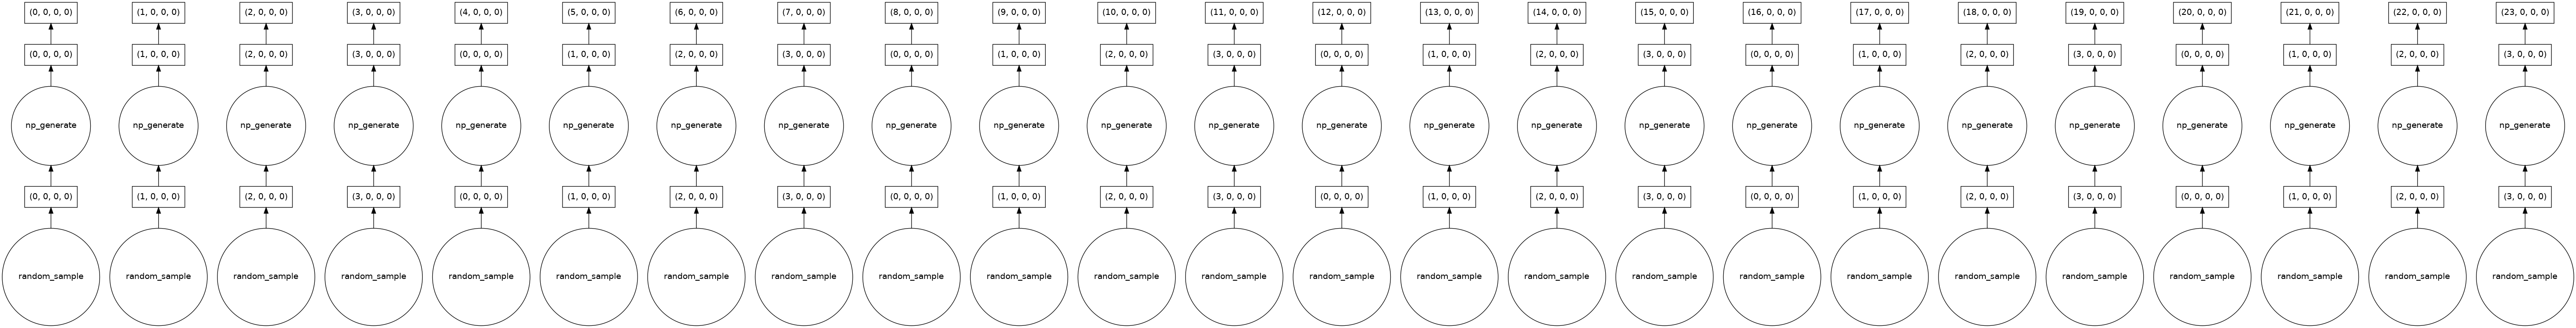 (0, 0, 0, 0) (1, 0, 0, 0) (2, 0, 0, 0) (3, 0, 0, 0) (4, 0, 0, 0) (5, 0, 0, 0) (6, 0, 0, 0) (7, 0, 0, 0) (8, 0, 0, 0) (9, 0, 0, 0) (10, 0, 0, 0) (11, 0, 0, 0) (12, 0, 0, 0) (13, 0, 0, 0) (14, 0, 0, 0) (15, 0, 0, 0) (16, 0, 0, 0) (17, 0, 0, 0) (18, 0, 0, 0) (19, 0, 0, 0) (20, 0, 0, 0) (21, 0, 0, 0) (22, 0, 0, 0) (23, 0, 0, 0)
(0, 0, 0, 0) (1, 0, 0, 0) (2, 0, 0, 0) (3, 0, 0, 0) (0, 0, 0, 0) (1, 0, 0, 0) (2, 0, 0, 0) (3, 0, 0, 0) (0, 0, 0, 0) (1, 0, 0, 0) (2, 0, 0, 0) (3, 0, 0, 0) (0, 0, 0, 0) (1, 0, 0, 0) (2, 0, 0, 0) (3, 0, 0, 0) (0, 0, 0, 0) (1, 0, 0, 0) (2, 0, 0, 0) (3, 0, 0, 0) (0, 0, 0, 0) (1, 0, 0, 0) (2, 0, 0, 0) (3, 0, 0, 0)
np_generate np_generate np_generate np_generate np_generate np_generate np_generate np_generate np_generate np_generate np_generate np_generate np_generate np_generate np_generate np_generate np_generate np_generate np_generate np_generate np_generate np_generate np_generate np_generate
(0, 0, 0, 0) (1, 0, 0, 0) (2, 0, 0, 0) (3, 0, 0, 0) (0, 0, 0, 0) (1, 0, 0, 0) (2, 0, 0, 0) (3, 0, 0, 0) (0, 0, 0, 0) (1, 0, 0, 0) (2, 0, 0, 0) (3, 0, 0, 0) (0, 0, 0, 0) (1, 0, 0, 0) (2, 0, 0, 0) (3, 0, 0, 0) (0, 0, 0, 0) (1, 0, 0, 0) (2, 0, 0, 0) (3, 0, 0, 0) (0, 0, 0, 0) (1, 0, 0, 0) (2, 0, 0, 0) (3, 0, 0, 0)
random_sample random_sample random_sample random_sample random_sample random_sample random_sample random_sample random_sample random_sample random_sample random_sample random_sample random_sample random_sample random_sample random_sample random_sample random_sample random_sample random_sample random_sample random_sample random_sample